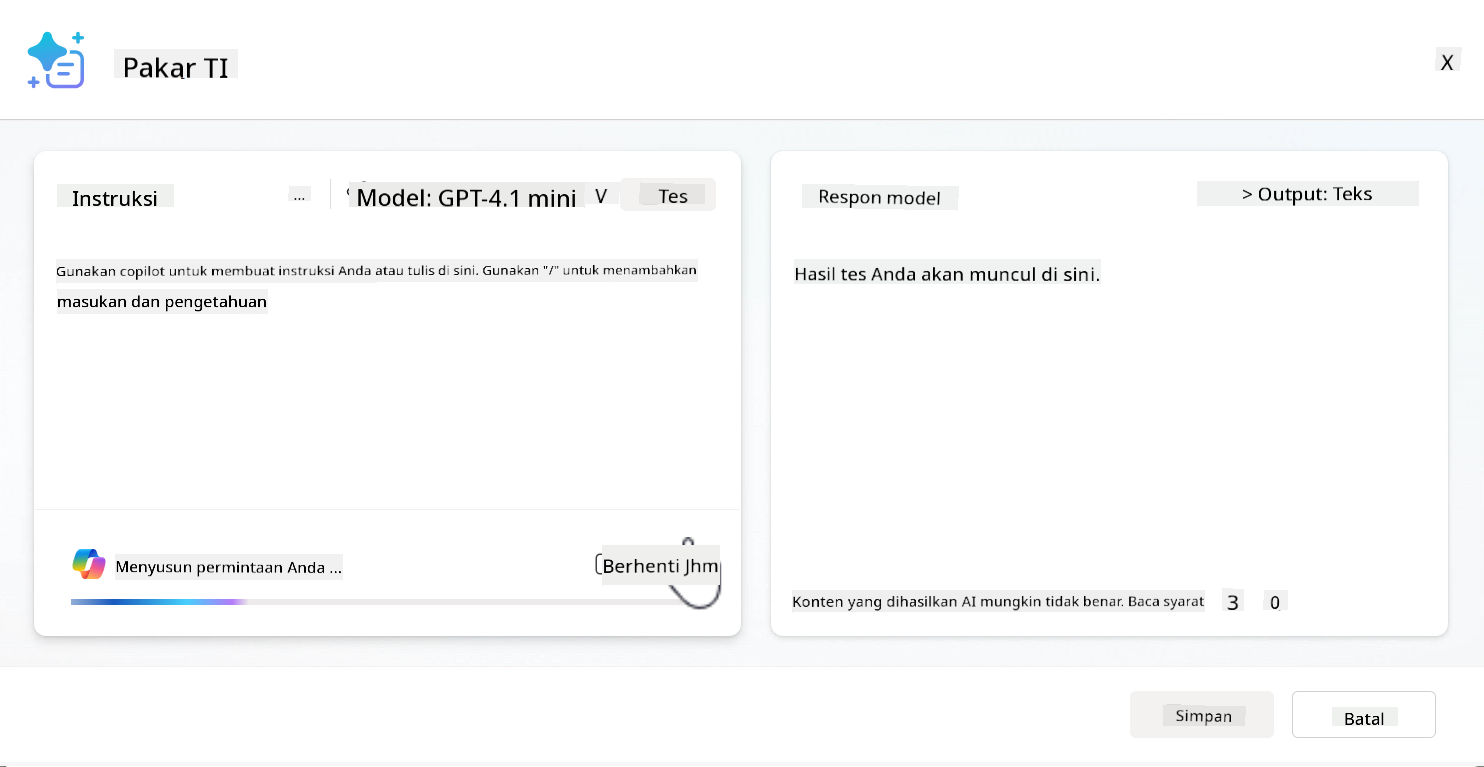 Pakar TI
X
Instruksi
...
Model: GPT-4.1 mini
V
Tes
Gunakan copilot untuk membuat instruksi Anda atau tulis di sini. Gunakan "/" untuk menambahkan
masukan dan pengetahuan
Menyusun permintaan Anda ...
Berhenti Jhm
Respon model
> Output: Teks
Hasil tes Anda akan muncul di sini.
Konten yang dihasilkan AI mungkin tidak benar. Baca syarat
3
0
Simpan
Batal